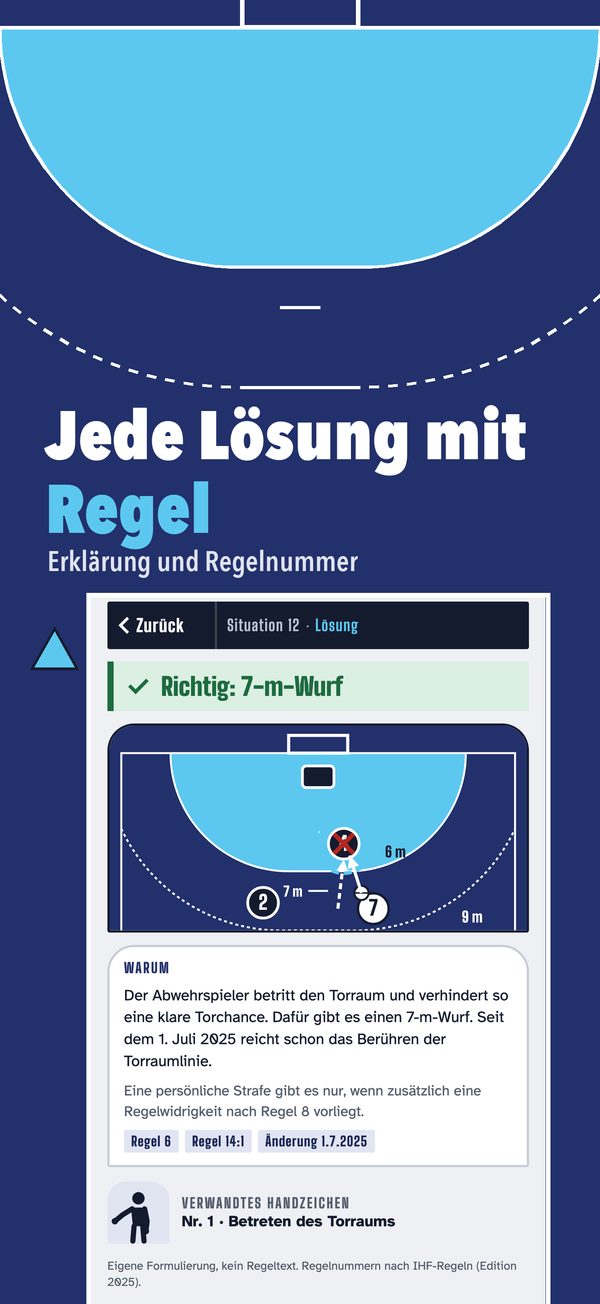 Jede Lösung mit
Regel
Erklärung und Regelnummer
Zurück
Situation 12 · Lösung
Richtig: 7-m-Wurf
6 m
7 m
2
7
9 m
WARUM
Der Abwehrspieler betritt den Torraum und verhindert so
eine klare Torchance. Dafür gibt es einen 7-m-Wurf. Seit
dem 1. Juli 2025 reicht schon das Berühren der
Torraumlinie.
Eine persönliche Strafe gibt es nur, wenn zusätzlich eine
Regelwidrigkeit nach Regel 8 vorliegt.
Regel 6
Regel 14:1
Änderung 1.7.2025
VERWANDTES HANDZEICHEN
Nr. 1 · Betreten des Torraums
Eigene Formulierung, kein Regeltext. Regelnummern nach IHF-Regeln (Edition
2025).